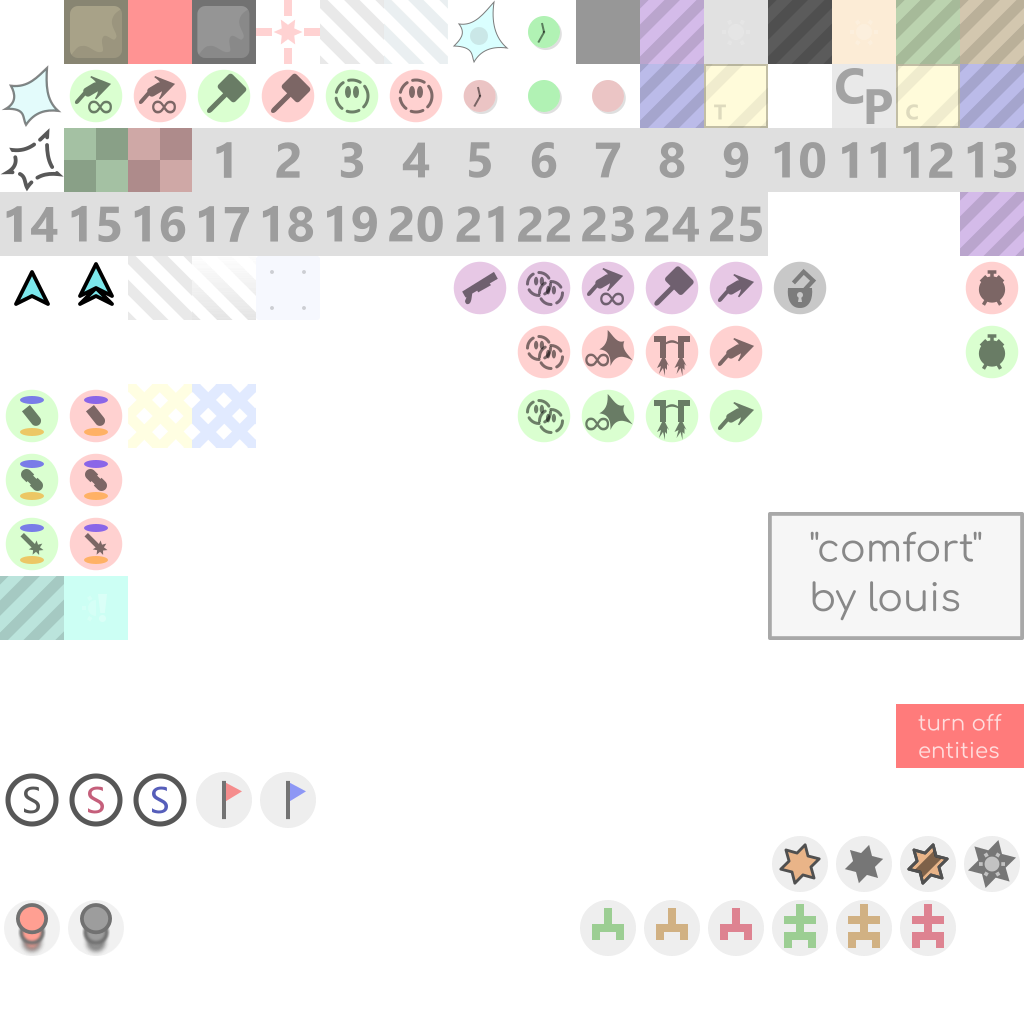 T
CP
C
1 2 3 4 5 6 7 8 9 10 11 12 13
14 15 16 17 18 19 20 21 22 23 24 25
"comfort"
by louis
turn off
entities
S S S